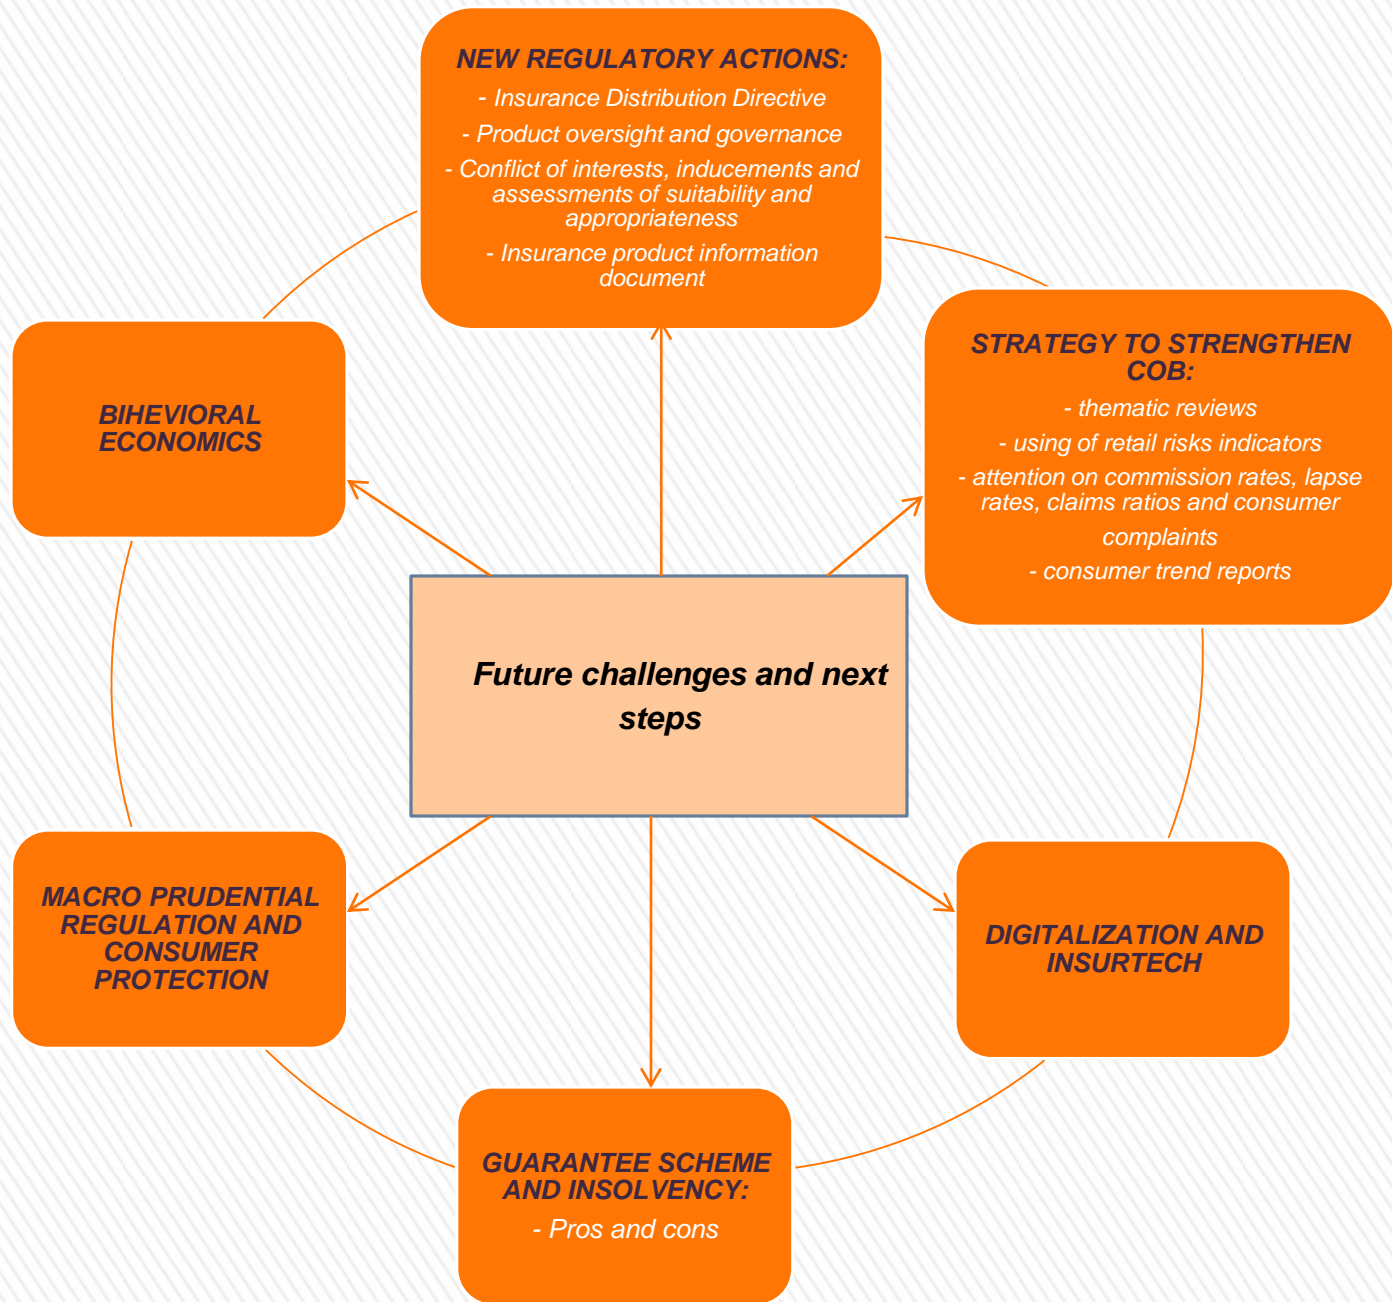 NEW REGULATORY ACTIONS:
- Insurance Distribution Directive
- Product oversight and governance
- Conflict of interests, inducements and
assessments of suitability and
appropriateness
- Insurance product information
document
STRATEGY TO STRENGTHEN
COB:
- thematic reviews
- using of retail risks indicators
- attention on commission rates, lapse
rates, claims ratios and consumer
complaints
- consumer trend reports
BIHEVIORAL
ECONOMICS
Future challenges and next
steps
MACRO PRUDENTIAL
REGULATION AND
CONSUMER
PROTECTION
DIGITALIZATION AND
INSURTECH
GUARANTEE SCHEME
AND INSOLVENCY:
- Pros and cons